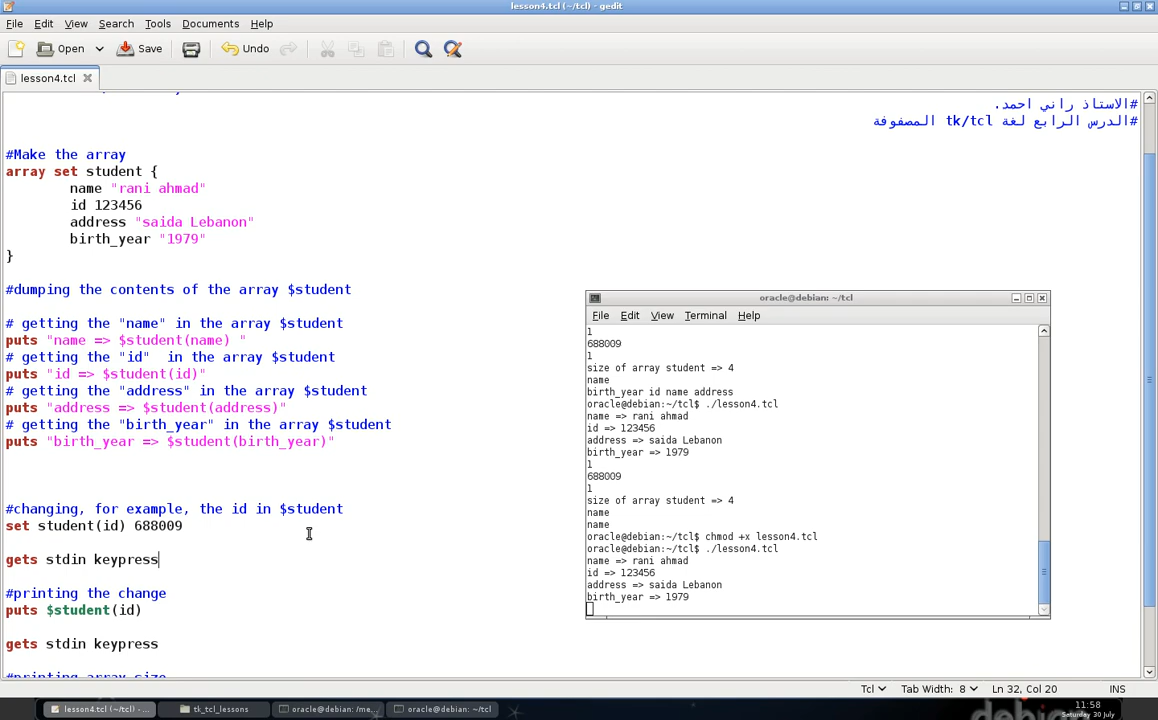 lesson4.tcl (~/tcl) - gedit
File Edit View Search Tools Documents Help
Open Save Undo
lesson4.tcl
#الاستاذ راني احمد.
#الدرس الرابع لغة tk/tcl المصفوفة
#Make the array
array set student {
name "rani ahmad"
id 123456
address "saida Lebanon"
birth_year "1979"
}
#dumping the contents of the array $student
# getting the "name" in the array $student
puts "name => $student(name) "
# getting the "id"  in the array $student
puts "id => $student(id)"
# getting the "address" in the array $student
puts "address => $student(address)"
# getting the "birth_year" in the array $student
puts "birth_year => $student(birth_year)"
#changing, for example, the id in $student
set student(id) 688009
gets stdin keypress
#printing the change
puts $student(id)
gets stdin keypress
#printing array size
oracle@debian: ~/tcl
File Edit View Terminal Help
1
688009
1
size of array student => 4
name
birth_year id name address
oracle@debian:~/tcl$ ./lesson4.tcl
name => rani ahmad
id => 123456
address => saida Lebanon
birth_year => 1979
1
688009
1
size of array student => 4
name
name
oracle@debian:~/tcl$ chmod +x lesson4.tcl
oracle@debian:~/tcl$ ./lesson4.tcl
name => rani ahmad
id => 123456
address => saida Lebanon
birth_year => 1979
Tcl Tab Width: 8 Ln 32, Col 20 INS
lesson4.tcl (~/tcl) - ... tk_tcl_lessons oracle@debian: /me... oracle@debian: ~/tcl
11:58
Saturday 30 July